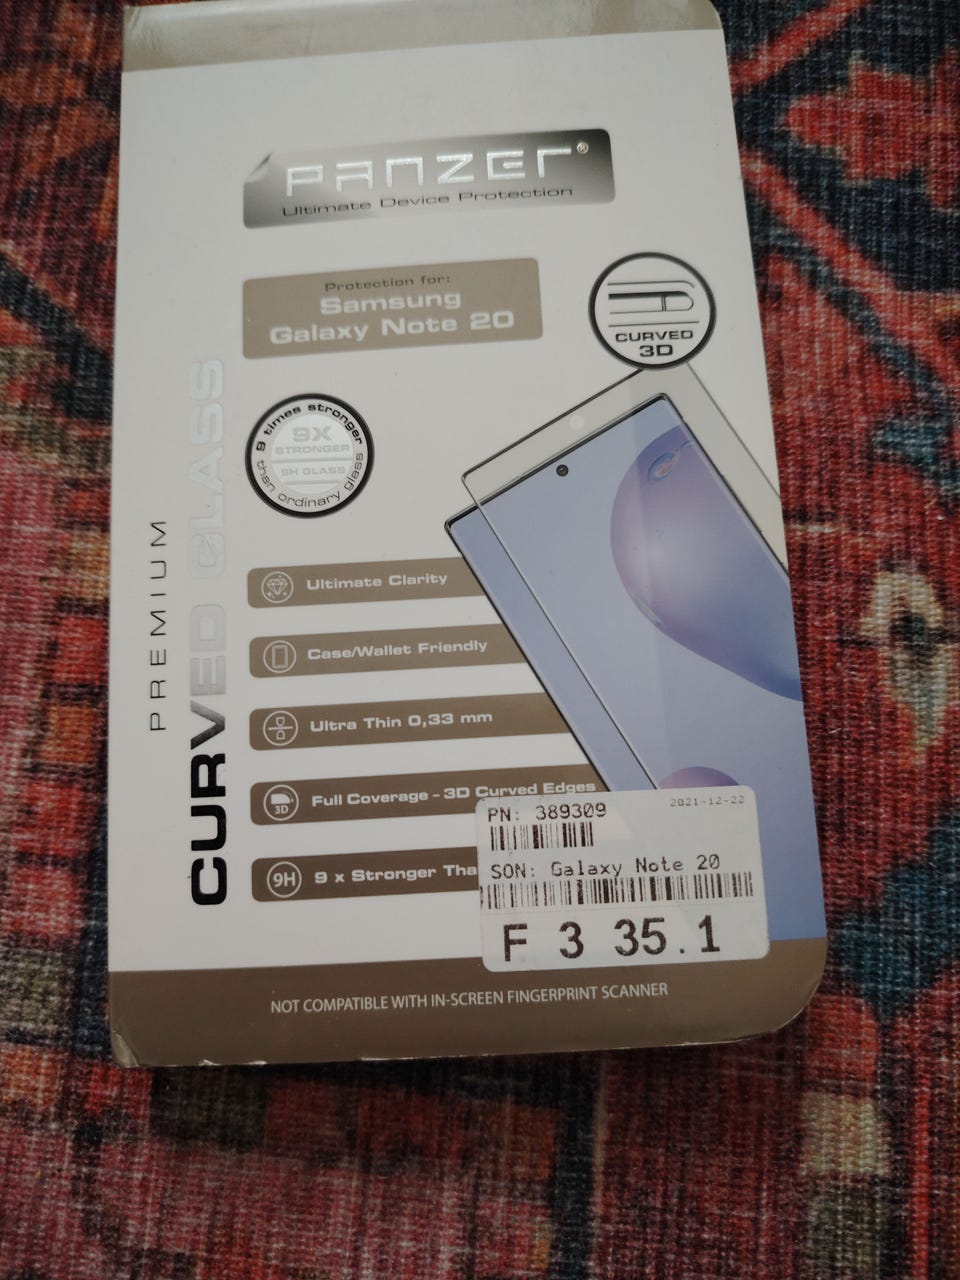 PANZER®
Ultimate Device Protection
Protection for:
Samsung
Galaxy Note 20
CURVED
3D
9 times stronger
than ordinary glass
9X
STRONGER
9H GLASS
PREMIUM
CURVED GLASS
Ultimate Clarity
Case/Wallet Friendly
Ultra Thin 0,33 mm
3D
Full Coverage - 3D Curved Edges
9H
9 x Stronger Tha
PN: 389309
2021-12-22
SON: Galaxy Note 20
F 3 35.1
NOT COMPATIBLE WITH IN-SCREEN FINGERPRINT SCANNER